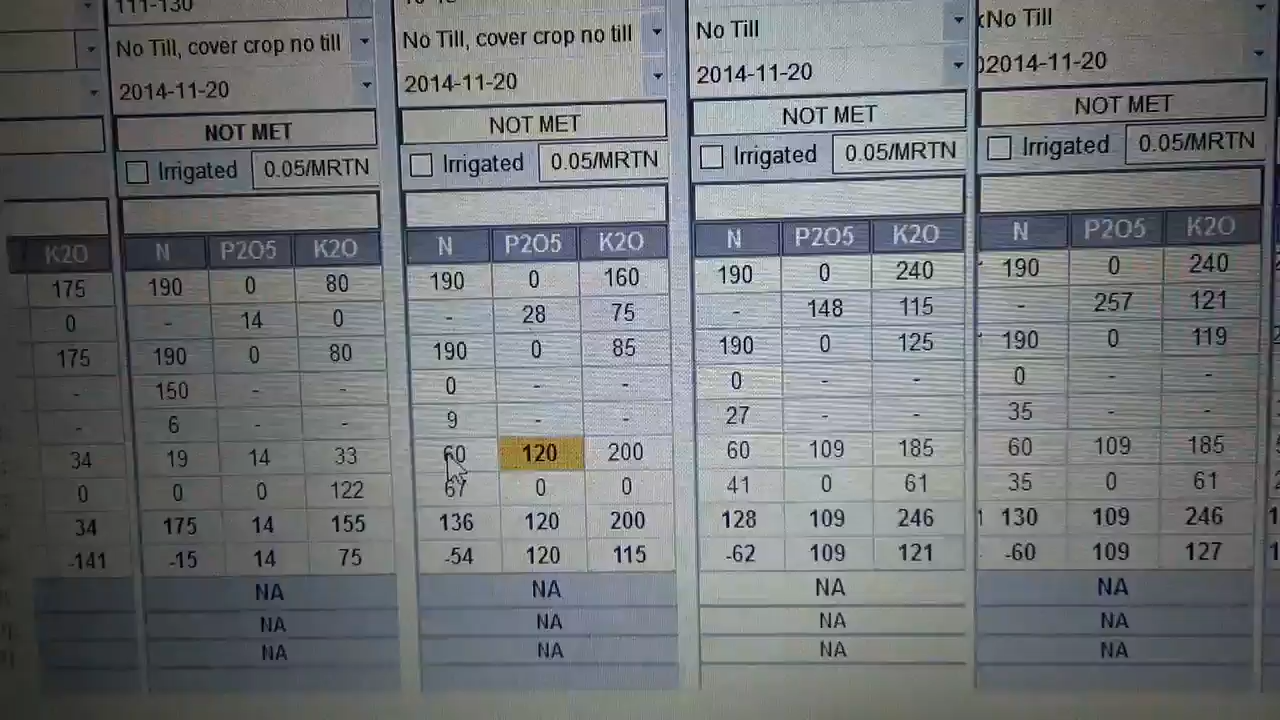 111-130
No Till, cover crop no till No Till, cover crop no till No Till No Till
2014-11-20 2014-11-20 2014-11-20 2014-11-20
NOT MET NOT MET NOT MET NOT MET
Irrigated 0.05/MRTN Irrigated 0.05/MRTN Irrigated 0.05/MRTN Irrigated 0.05/MRTN
K2O N P2O5 K2O N P2O5 K2O N P2O5 K2O N P2O5 K2O
175 190 0 80 190 0 160 190 0 240 190 0 240
0 - 14 0 - 28 75 - 148 115 - 257 121
175 190 0 80 190 0 85 190 0 125 190 0 119
- 150 - - 0 - - 0 - - 0 - -
- 6 - - 9 - - 27 - - 35 - -
34 19 14 33 60 120 200 60 109 185 60 109 185
0 0 0 122 67 0 0 41 0 61 35 0 61
34 175 14 155 136 120 200 128 109 246 130 109 246
-141 -15 14 75 -54 120 115 -62 109 121 -60 109 127
NA NA NA NA
NA NA NA NA
NA NA NA NA